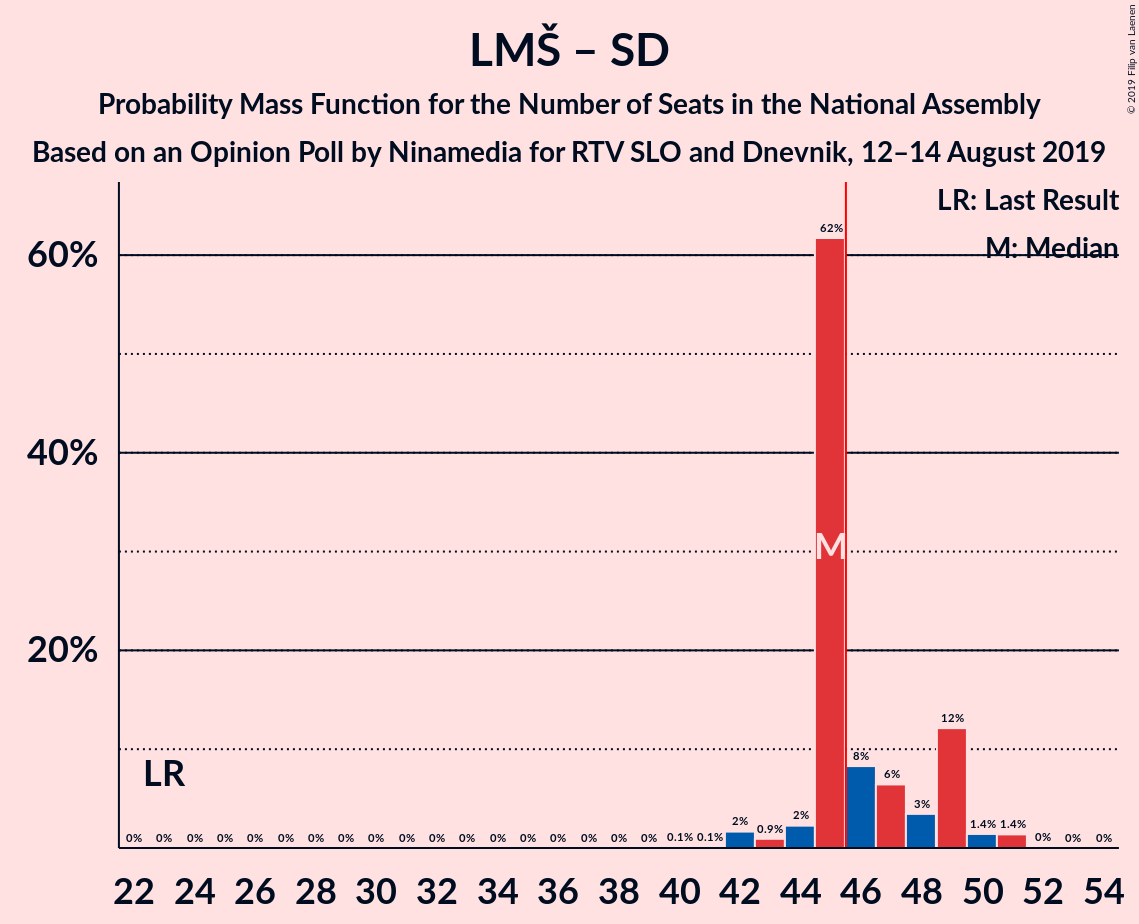 LMŠ – SD
Probability Mass Function for the Number of Seats in the National Assembly
Based on an Opinion Poll by Ninamedia for RTV SLO and Dnevnik, 12–14 August 2019
© 2019 Filip van Laenen
LR: Last Result
M: Median
60%
40%
20%
62%
M
LR
0% 0% 0% 0% 0% 0% 0% 0% 0% 0% 0% 0% 0% 0% 0% 0% 0% 0% 0.1% 0.1% 2% 0.9% 2% 8% 6% 3% 12% 1.4% 1.4% 0% 0% 0%
22 24 26 28 30 32 34 36 38 40 42 44 46 48 50 52 54